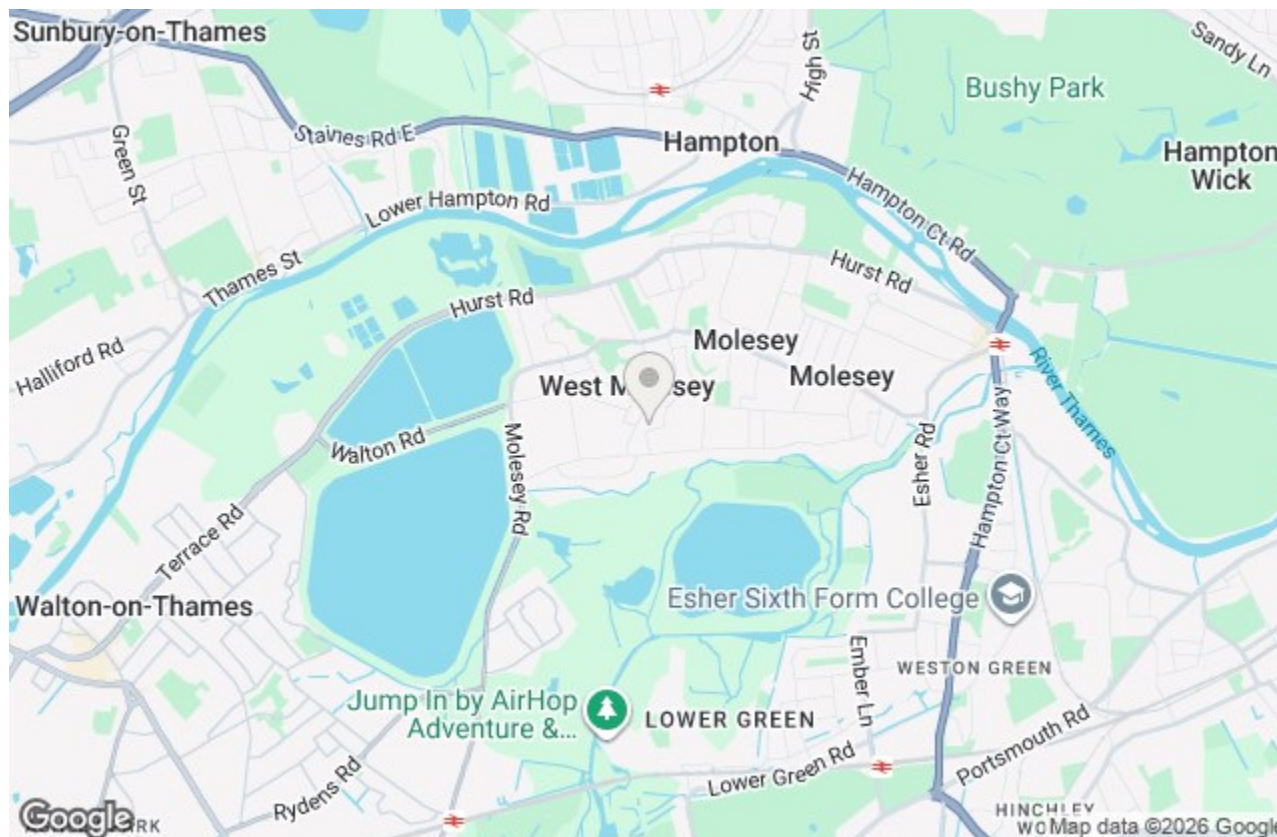 Sunbury-on-Thames
Sandy Ln
High St
Bushy Park
Staines Rd E
Green St
Hampton
Hampton
Wick
Hampton Ct Rd
Lower Hampton Rd
Thames St
Hurst Rd
Hurst Rd
Halliford Rd
Molesey
West Molesey
Molesey
River Thames
Walton Rd
Molesey Rd
Esher Rd
Hampton Ct Way
Terrace Rd
Esher Sixth Form College
Walton-on-Thames
Ember Ln
WESTON GREEN
Jump In by AirHop
Adventure &...
LOWER GREEN
Portsmouth Rd
Lower Green Rd
Rydens Rd
HINCHLEY
Google
PARK
WO
Map data ©2026 Google